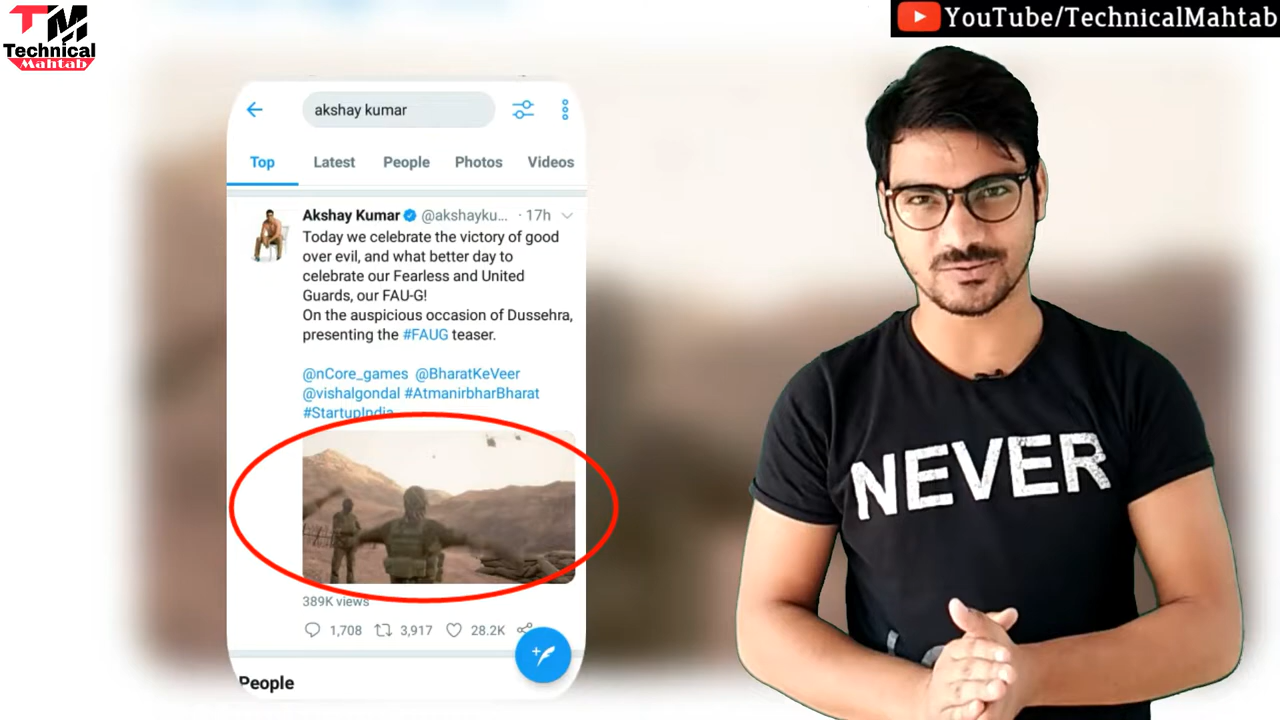 TM
Technical
Mahtab
YouTube/TechnicalMahtab
akshay kumar
Top Latest People Photos Videos
Akshay Kumar @akshayku... · 17h
Today we celebrate the victory of good
over evil, and what better day to
celebrate our Fearless and United
Guards, our FAU-G!
On the auspicious occasion of Dussehra,
presenting the #FAUG teaser.
@nCore_games @BharatKeVeer
@vishalgondal #AtmanirbharBharat
#StartupIndia
389K views
1,708 3,917 28.2K
People
NEVER